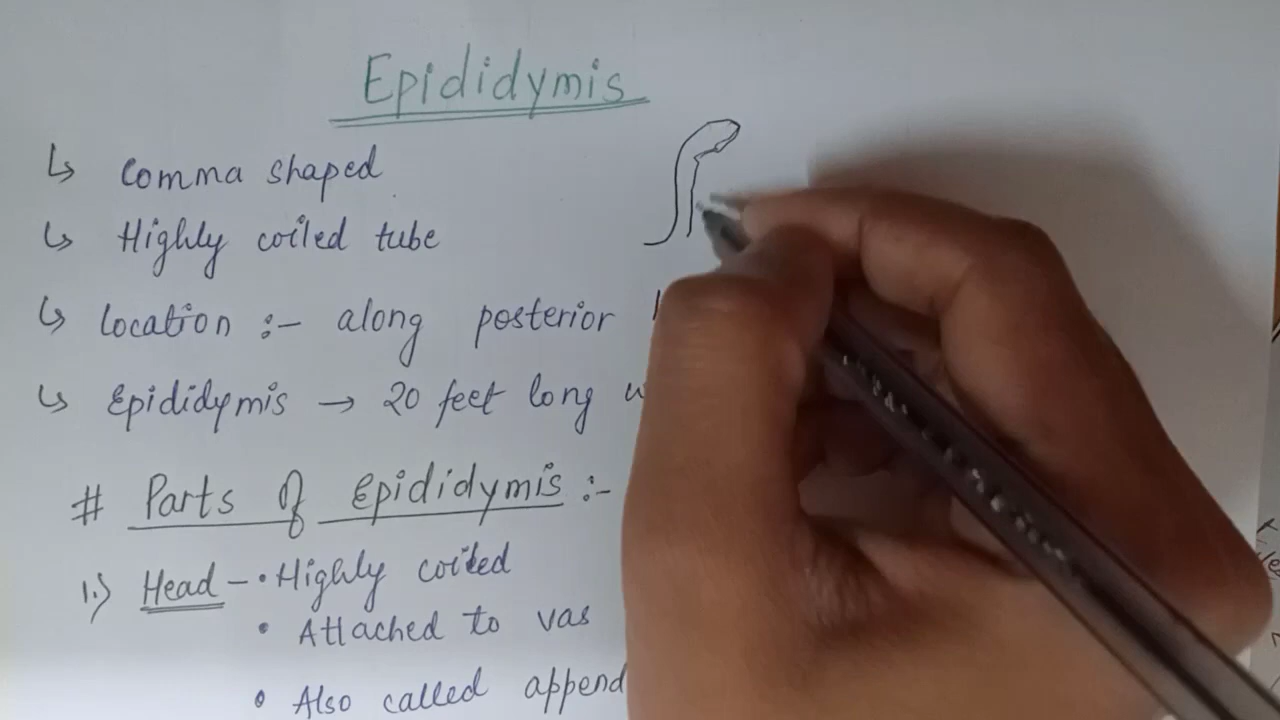 Epididymis
↳ Comma shaped
↳ Highly coiled tube
↳ Location :- along posterior
↳ Epididymis → 20 feet long
# Parts of Epididymis :-
1.) Head - • Highly coiled
• Attached to vas
• Also called append